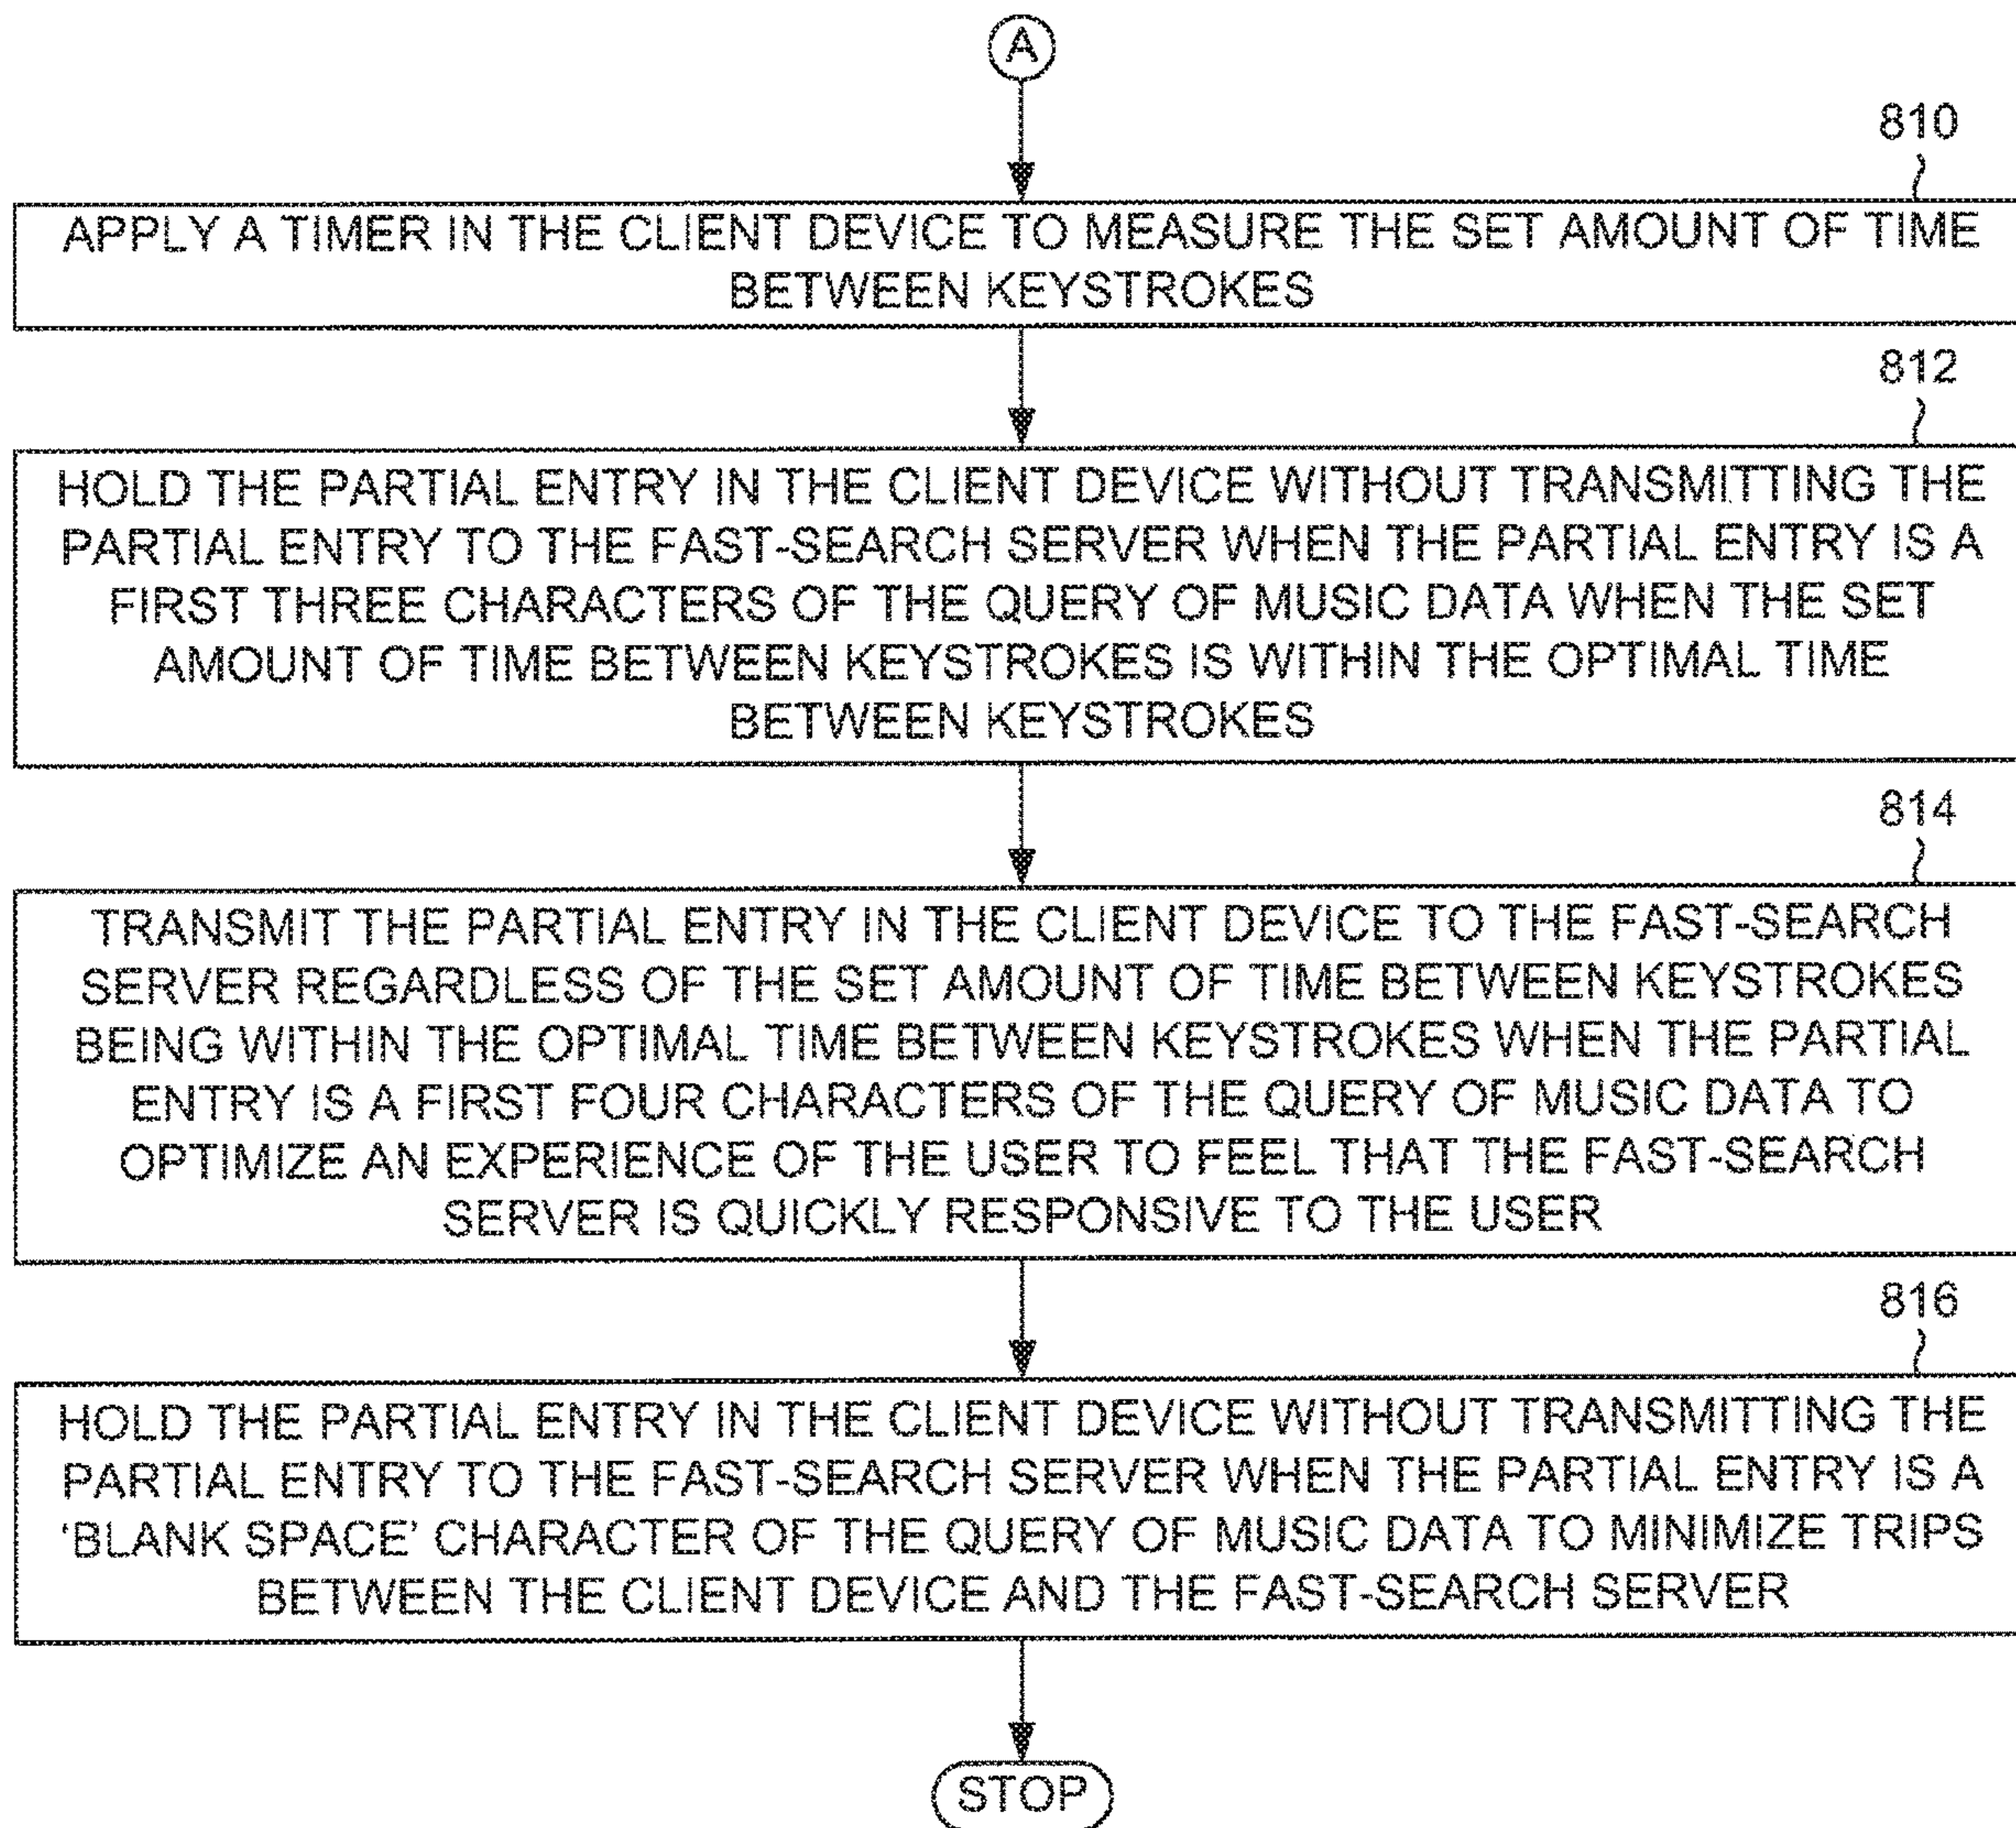 A
810
APPLY A TIMER IN THE CLIENT DEVICE TO MEASURE THE SET AMOUNT OF TIME
BETWEEN KEYSTROKES
812
HOLD THE PARTIAL ENTRY IN THE CLIENT DEVICE WITHOUT TRANSMITTING THE
PARTIAL ENTRY TO THE FAST-SEARCH SERVER WHEN THE PARTIAL ENTRY IS A
FIRST THREE CHARACTERS OF THE QUERY OF MUSIC DATA WHEN THE SET
AMOUNT OF TIME BETWEEN KEYSTROKES IS WITHIN THE OPTIMAL TIME
BETWEEN KEYSTROKES
814
TRANSMIT THE PARTIAL ENTRY IN THE CLIENT DEVICE TO THE FAST-SEARCH
SERVER REGARDLESS OF THE SET AMOUNT OF TIME BETWEEN KEYSTROKES
BEING WITHIN THE OPTIMAL TIME BETWEEN KEYSTROKES WHEN THE PARTIAL
ENTRY IS A FIRST FOUR CHARACTERS OF THE QUERY OF MUSIC DATA TO
OPTIMIZE AN EXPERIENCE OF THE USER TO FEEL THAT THE FAST-SEARCH
SERVER IS QUICKLY RESPONSIVE TO THE USER
816
HOLD THE PARTIAL ENTRY IN THE CLIENT DEVICE WITHOUT TRANSMITTING THE
PARTIAL ENTRY TO THE FAST-SEARCH SERVER WHEN THE PARTIAL ENTRY IS A
‘BLANK SPACE’ CHARACTER OF THE QUERY OF MUSIC DATA TO MINIMIZE TRIPS
BETWEEN THE CLIENT DEVICE AND THE FAST-SEARCH SERVER
STOP